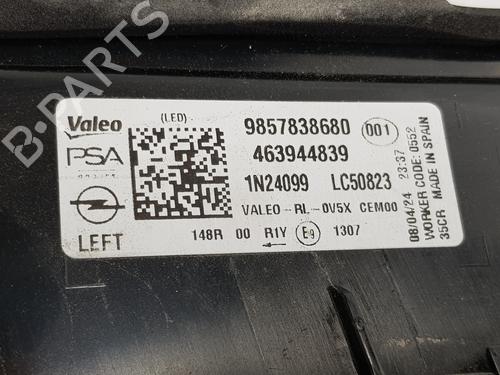 Valeo
(LED)
9857838680 001
PSA
463944839
1N24099 LC50823
VALEO-RL-0V5X CEM00
LEFT
148R 00 R1Y E9 1307
08/04/24 23:37
WORKER CODE: 0552
35CR MADE IN SPAIN
B-PARTS